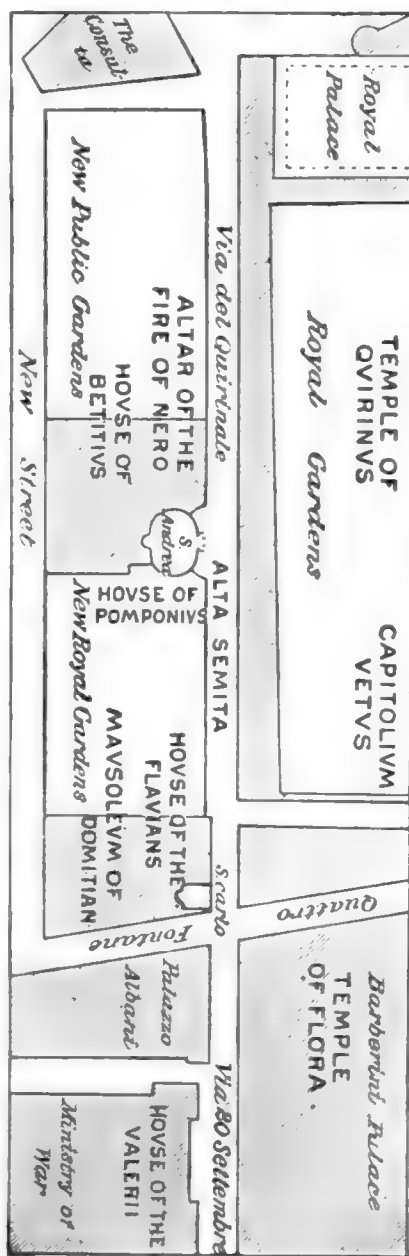 Royal
Palace
TEMPLE OF
QVIRINVS
Royal Gardens
CAPITOLIVM
VETVS
Quattro
Barberini Palace
TEMPLE
OF FLORA.
Via del Quirinale
ALTA SEMITA
S. Carlo
Via 20 Settembre
The
Consul
ta
ALTAR OF THE
FIRE OF NERO
HOVSE OF
BETITIVS
New Public Gardens
S
Andrea
HOVSE OF
POMPONIVS
New Royal Gardens
HOVSE OF THE
FLAVIANS
MAVSOLEVM OF
DOMITIAN
Fontane
Palazzo
Albani
HOVSE OF THE
VALERII
Ministry of
War
New Street